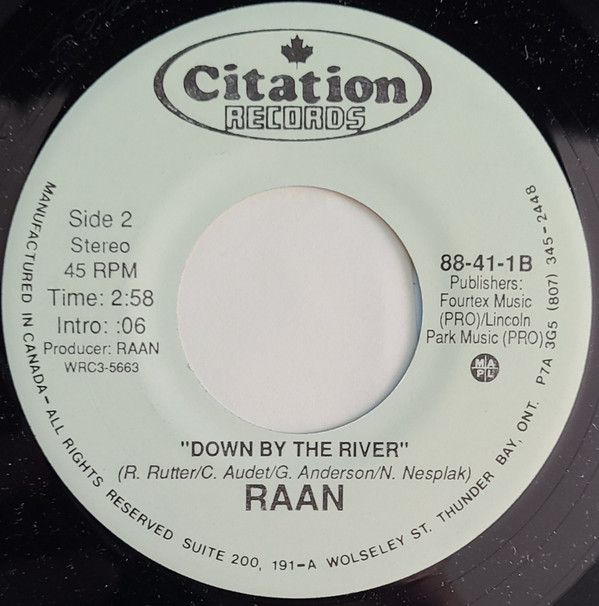 Citation
RECORDS
Side 2
Stereo
45 RPM
Time: 2:58
Intro: :06
Producer: RAAN
WRC3-5663
88-41-1B
Publishers:
Fourtex Music
(PRO)/Lincoln
Park Music (PRO)
MAPL
"DOWN BY THE RIVER"
(R. Rutter/C. Audet/G. Anderson/N. Nesplak)
RAAN
MANUFACTURED IN CANADA - ALL RIGHTS RESERVED SUITE 200, 191-A WOLSELEY ST. THUNDER BAY, ONT. P7A 3G5 (807) 345-2448